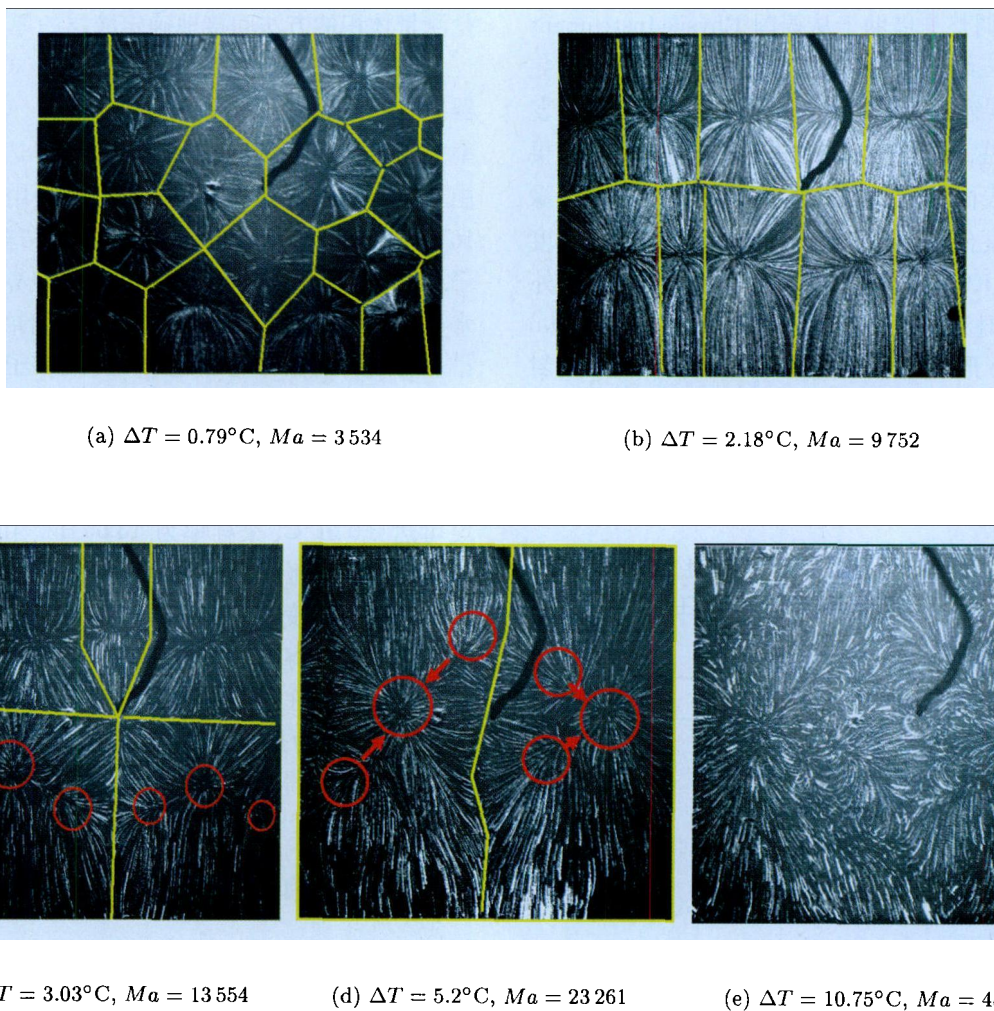 (a) ΔT = 0.79°C, Ma = 3 534
(b) ΔT = 2.18°C, Ma = 9 752
T = 3.03°C, Ma = 13 554
(d) ΔT = 5.2°C, Ma = 23 261
(e) ΔT = 10.75°C, Ma = 4